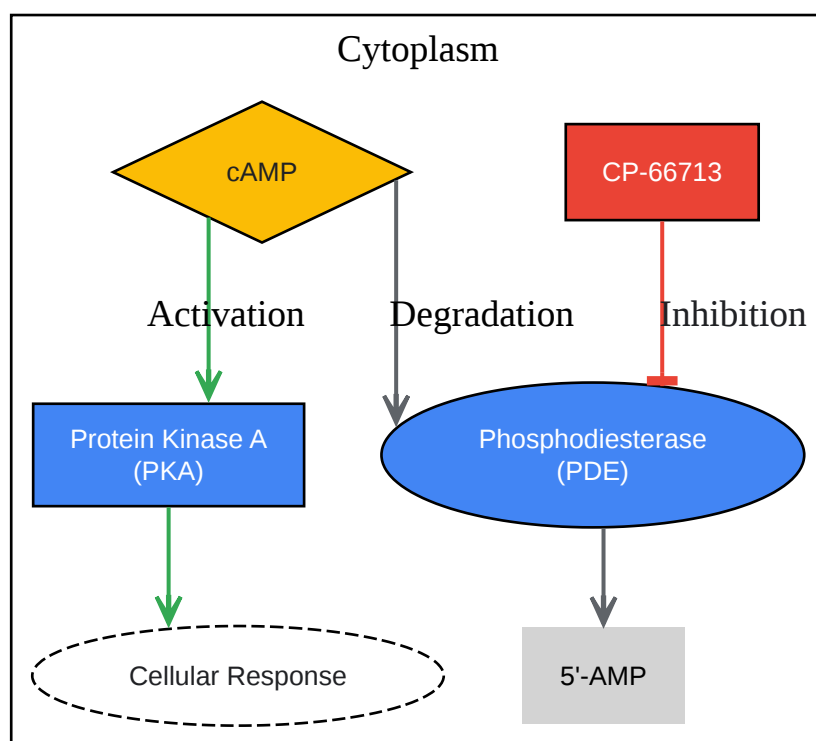 Cytoplasm
cAMP
CP-66713
Activation
Degradation
Inhibition
Protein Kinase A
(PKA)
Phosphodiesterase
(PDE)
Cellular Response
5'-AMP